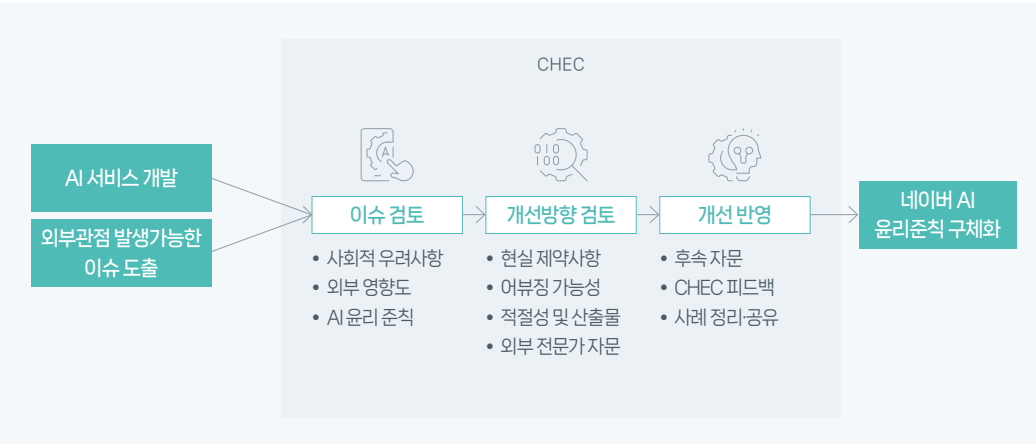 CHEC
AI
010
100
AI 서비스 개발
외부관점 발생가능한
이슈 도출
이슈 검토
• 사회적 우려사항
• 외부 영향도
• AI 윤리 준칙
개선방향 검토
• 현실 제약사항
• 어뷰징 가능성
• 적절성 및 산출물
• 외부 전문가 자문
개선 반영
• 후속 자문
• CHEC 피드백
• 사례 정리·공유
네이버 AI
윤리준칙 구체화